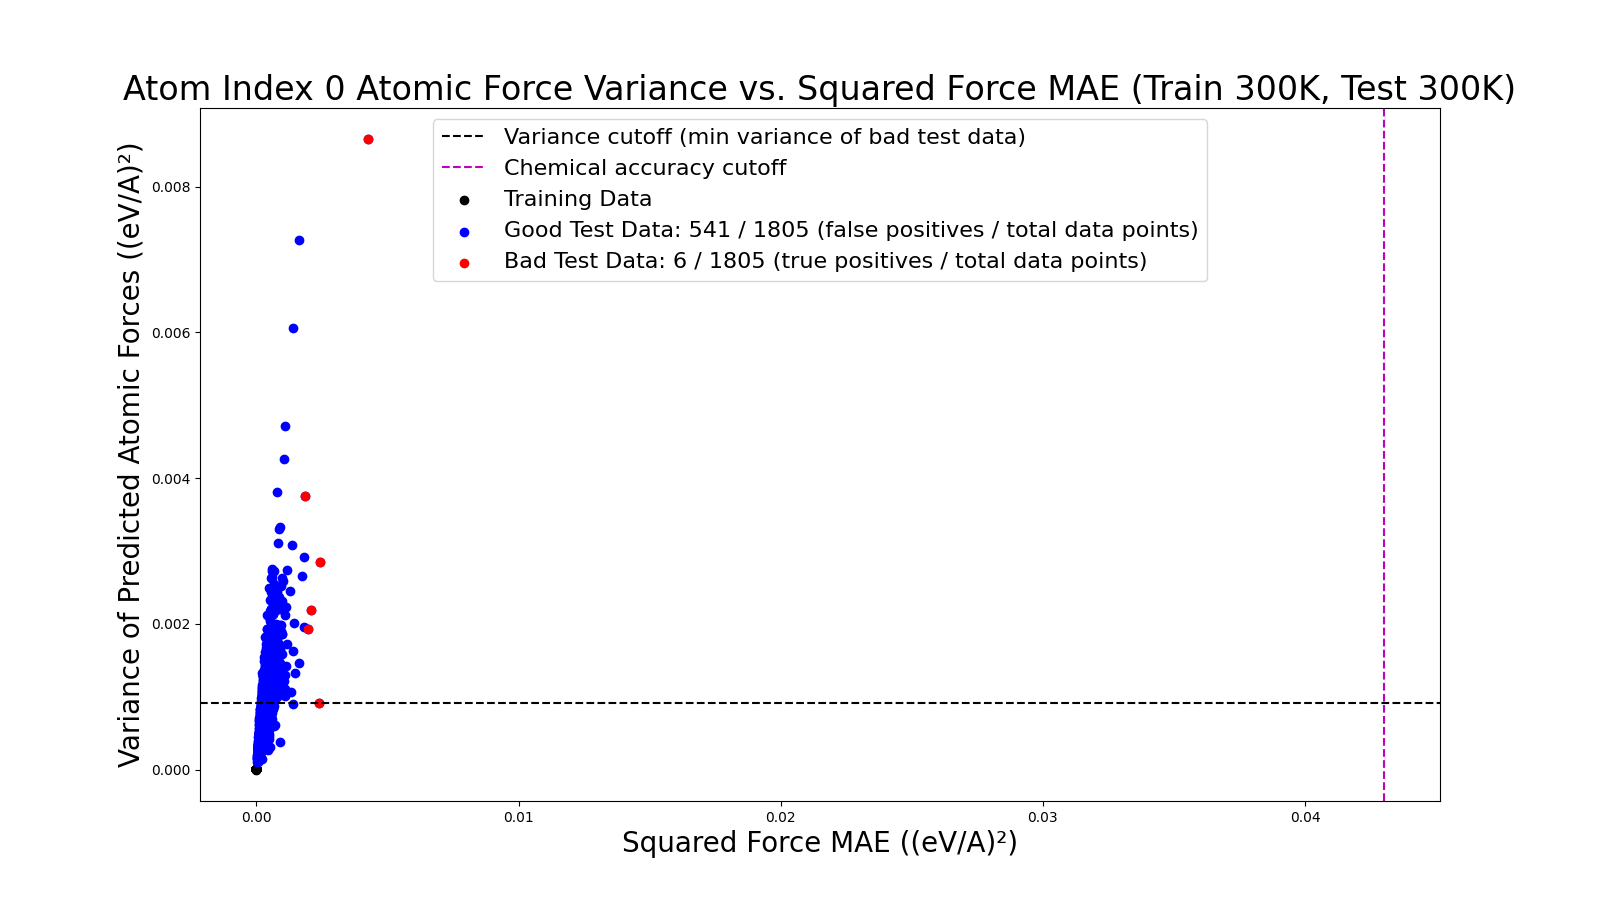 Atom Index 0 Atomic Force Variance vs. Squared Force MAE (Train 300K, Test 300K)
Variance cutoff (min variance of bad test data)
Chemical accuracy cutoff
Training Data
Good Test Data: 541 / 1805 (false positives / total data points)
Bad Test Data: 6 / 1805 (true positives / total data points)
Variance of Predicted Atomic Forces ((eV/A)²)
0.008
0.006
0.004
0.002
0.000
0.00
0.01
0.02
0.03
0.04
Squared Force MAE ((eV/A)²)